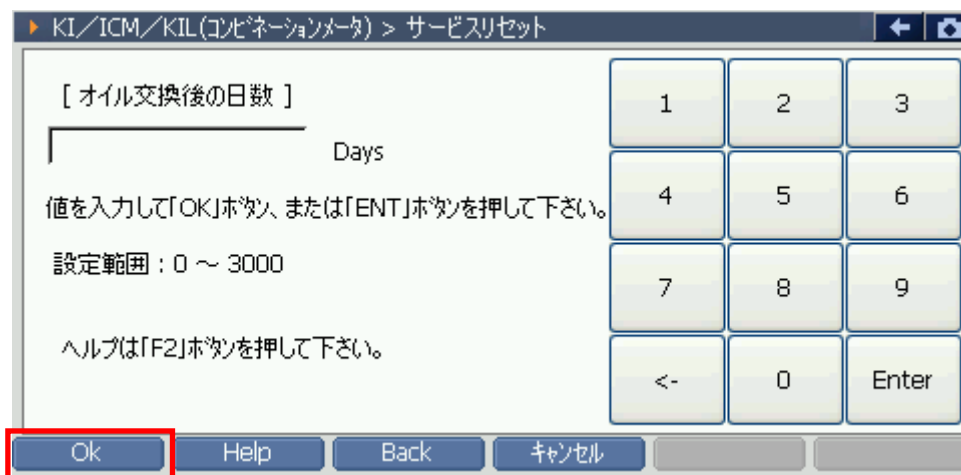 KI／ICM／KIL(ｺﾝﾋﾞﾈｰｼｮﾝﾒｰﾀ) > サービスリセット
[ オイル交換後の日数 ]
Days
値を入力して｢OK｣ﾎﾞﾀﾝ、または｢ENT｣ﾎﾞﾀﾝを押して下さい。
設定範囲：0 ～ 3000
ヘルプは｢F2｣ﾎﾞﾀﾝを押して下さい。
1 2 3
4 5 6
7 8 9
<- 0 Enter
Ok Help Back ｷｬﾝｾﾙ